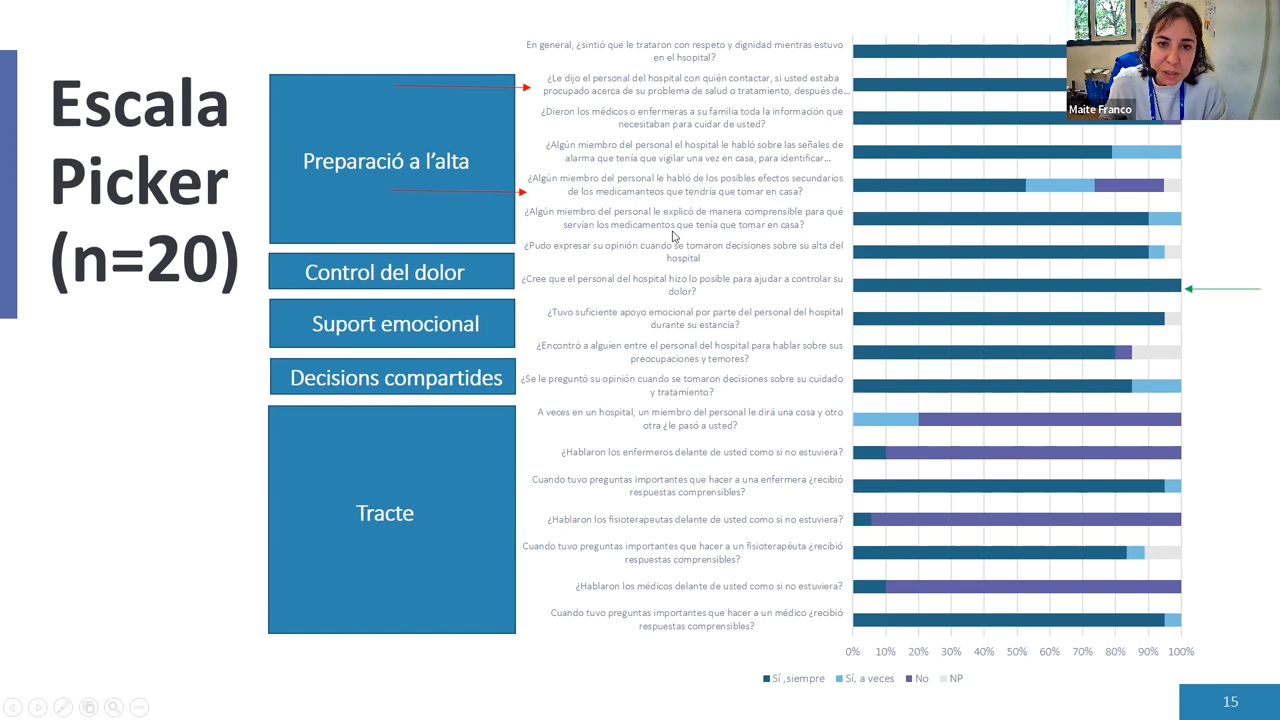 Escala
Picker
(n=20)
Preparació a l'alta
Control del dolor
Suport emocional
Decisions compartides
Tracte
En general, ¿sintió que le trataron con respeto y dignidad mientras estuvo
en el hsopital?
¿Le dijo el personal del hospital con quién contactar, si usted estaba
procupado acerca de su problema de salud o tratamiento, después de...
¿Dieron los médicos o enfermeras a su familia toda la información que
necesitaban para cuidar de usted?
¿Algún miembro del personal el hospital le habló sobre las señales de
alarma que tenía que vigilar una vez en casa, para identificar...
¿Algún miembro del personal le habló de los posibles efectos secundarios
de los medicamanteos que tendría que tomar en casa?
¿Algún miembro del personal le explicó de manera comprensible para qué
servían los medicamentos que tenía que tomar en casa?
¿Pudo expresar su opinión cuando se tomaron decisiones sobre su alta del
hospital
¿Cree que el personal del hospital hizo lo posible para ajudar a controlar su
dolor?
¿Tuvo suficiente apoyo emocional por parte del personal del hospital
durante su estancia?
¿Encontró a alguien entre el personal del hospital para hablar sobre sus
preocupaciones y temores?
¿Se le preguntó su opinión cuando se tomaron decisiones sobre su cuidado
y tratamiento?
A veces en un hospital, un miembro del personal le dirá una cosa y otro
otra ¿le pasó a usted?
¿Hablaron los enfermeros delante de usted como si no estuviera?
Cuando tuvo preguntas importantes que hacer a una enfermera ¿recibió
respuestas comprensibles?
¿Hablaron los fisioterapeutas delante de usted como si no estuviera?
Cuando tuvo preguntas importantes que hacer a un fisioterapéuta ¿recibió
respuestas comprensibles?
¿Hablaron los médicos delante de usted como si no estuviera?
Cuando tuvo preguntas importantes que hacer a un médico ¿recibió
respuestas comprensibles?
0% 10% 20% 30% 40% 50% 60% 70% 80% 90% 100%
Sí ,siempre Sí, a veces No NP
Maite Franco
15